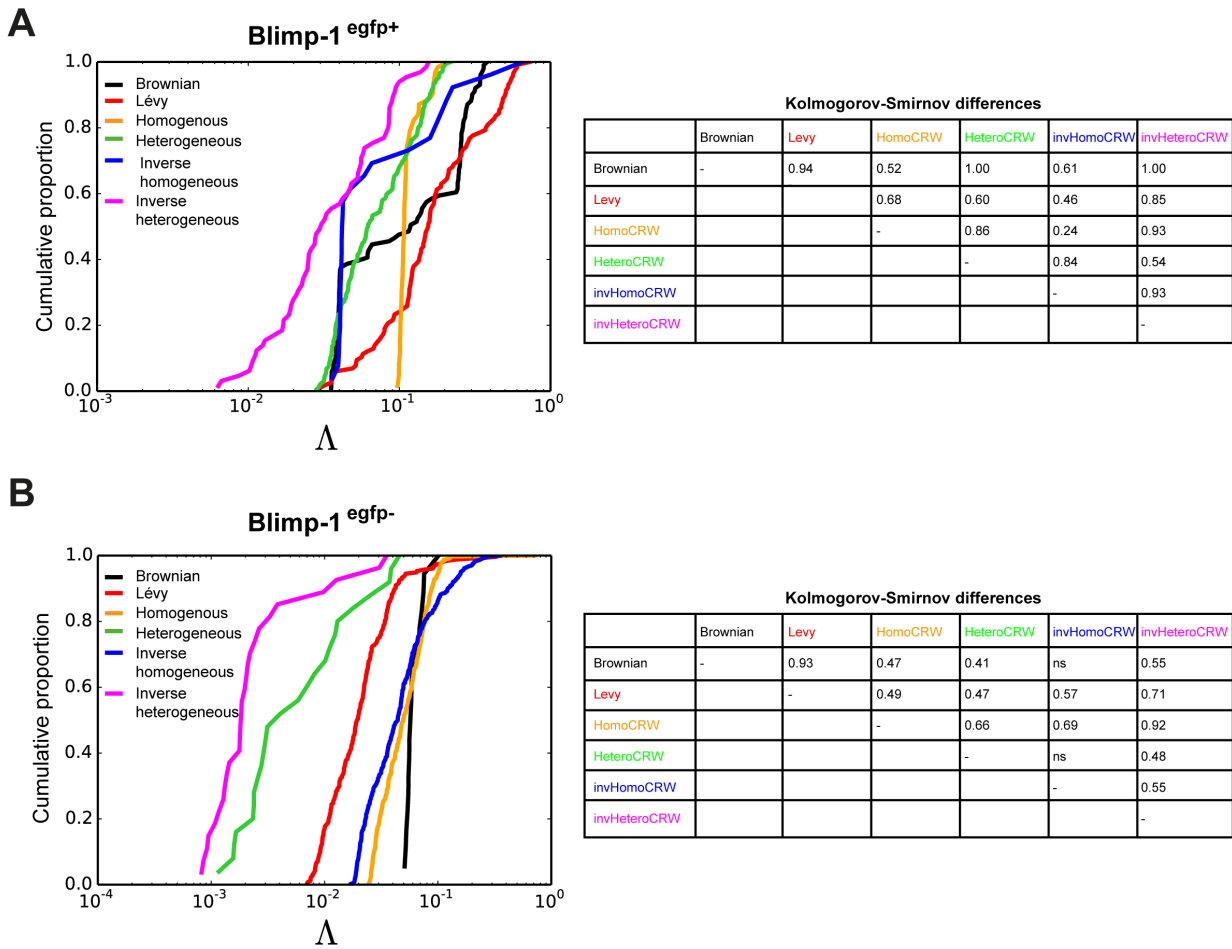 A
Blimp-1 egfp+
Cumulative proportion
1.0
0.8
0.6
0.4
0.2
0.0
Brownian
Lévy
Homogenous
Heterogeneous
Inverse
homogeneous
Inverse
heterogeneous
10-3
10-2
10-1
100
Λ
Kolmogorov-Smirnov differences
Brownian Levy HomoCRW HeteroCRW invHomoCRW invHeteroCRW
Brownian - 0.94 0.52 1.00 0.61 1.00
Levy 0.68 0.60 0.46 0.85
HomoCRW - 0.86 0.24 0.93
HeteroCRW - 0.84 0.54
invHomoCRW - 0.93
invHeteroCRW -
B
Blimp-1 egfp-
Cumulative proportion
1.0
0.8
0.6
0.4
0.2
0.0
Brownian
Lévy
Homogenous
Heterogeneous
Inverse
homogeneous
Inverse
heterogeneous
10-4
10-3
10-2
10-1
100
Λ
Kolmogorov-Smirnov differences
Brownian Levy HomoCRW HeteroCRW invHomoCRW invHeteroCRW
Brownian - 0.93 0.47 0.41 ns 0.55
Levy - 0.49 0.47 0.57 0.71
HomoCRW - 0.66 0.69 0.92
HeteroCRW - ns 0.48
invHomoCRW - 0.55
invHeteroCRW -